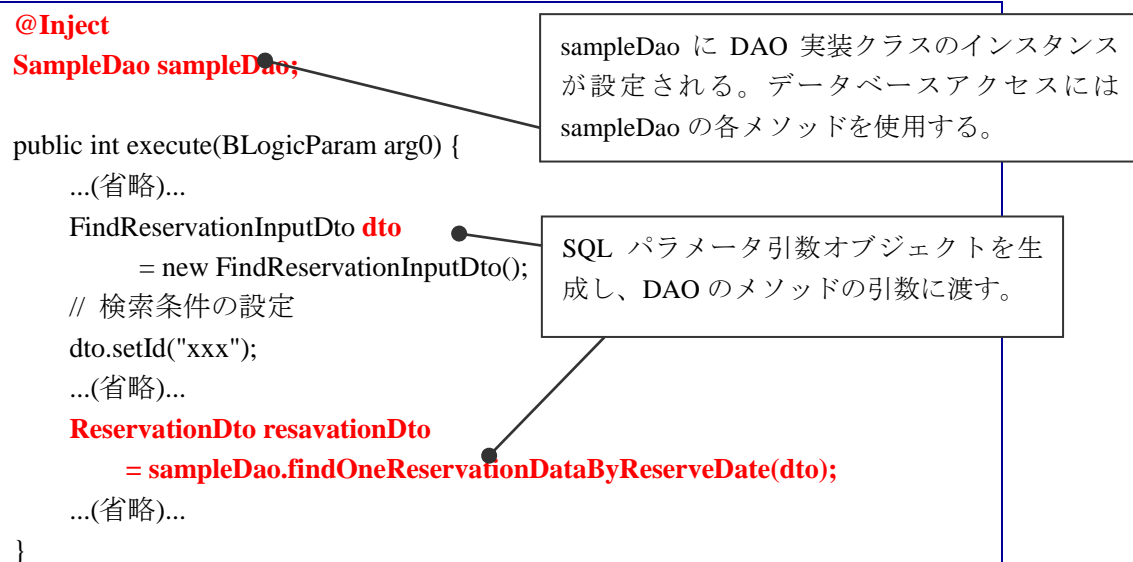 @Inject
SampleDao sampleDao;
sampleDao に DAO 実装クラスのインスタンス
が設定される。データベースアクセスには
sampleDao の各メソッドを使用する。
public int execute(BLogicParam arg0) {
...(省略)...
FindReservationInputDto dto
= new FindReservationInputDto();
SQL パラメータ引数オブジェクトを生
成し、DAO のメソッドの引数に渡す。
// 検索条件の設定
dto.setId("xxx");
...(省略)...
ReservationDto resavationDto
= sampleDao.findOneReservationDataByReserveDate(dto);
...(省略)...
}